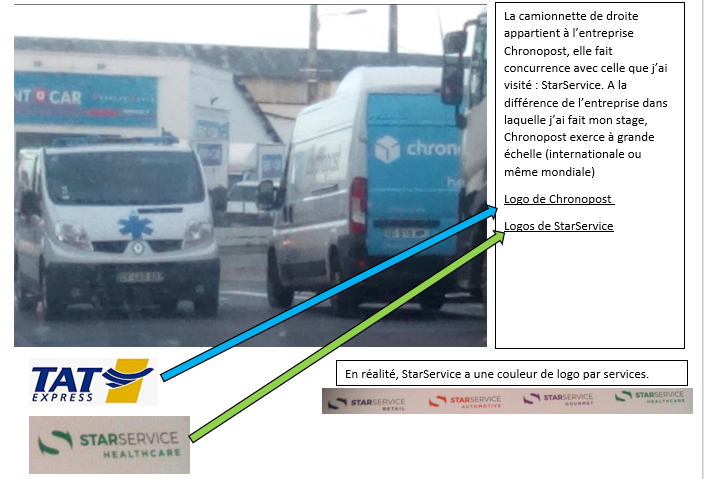 NT CAR
chron
La camionnette de droite
appartient à l'entreprise
Chronopost, elle fait
concurrence avec celle que j'ai
visité : StarService. A la
différence de l'entreprise dans
laquelle j'ai fait mon stage,
Chronopost exerce à grande
échelle (internationale ou
même mondiale)
Logo de Chronopost
Logos de StarService
TAT
EXPRESS
STARSERVICE
HEALTHCARE
En réalité, StarService a une couleur de logo par services.
STARSERVICE
RETAIL
STARSERVICE
AUTOMOTIVE
STARSERVICE
GOURMET
STARSERVICE
HEALTHCARE